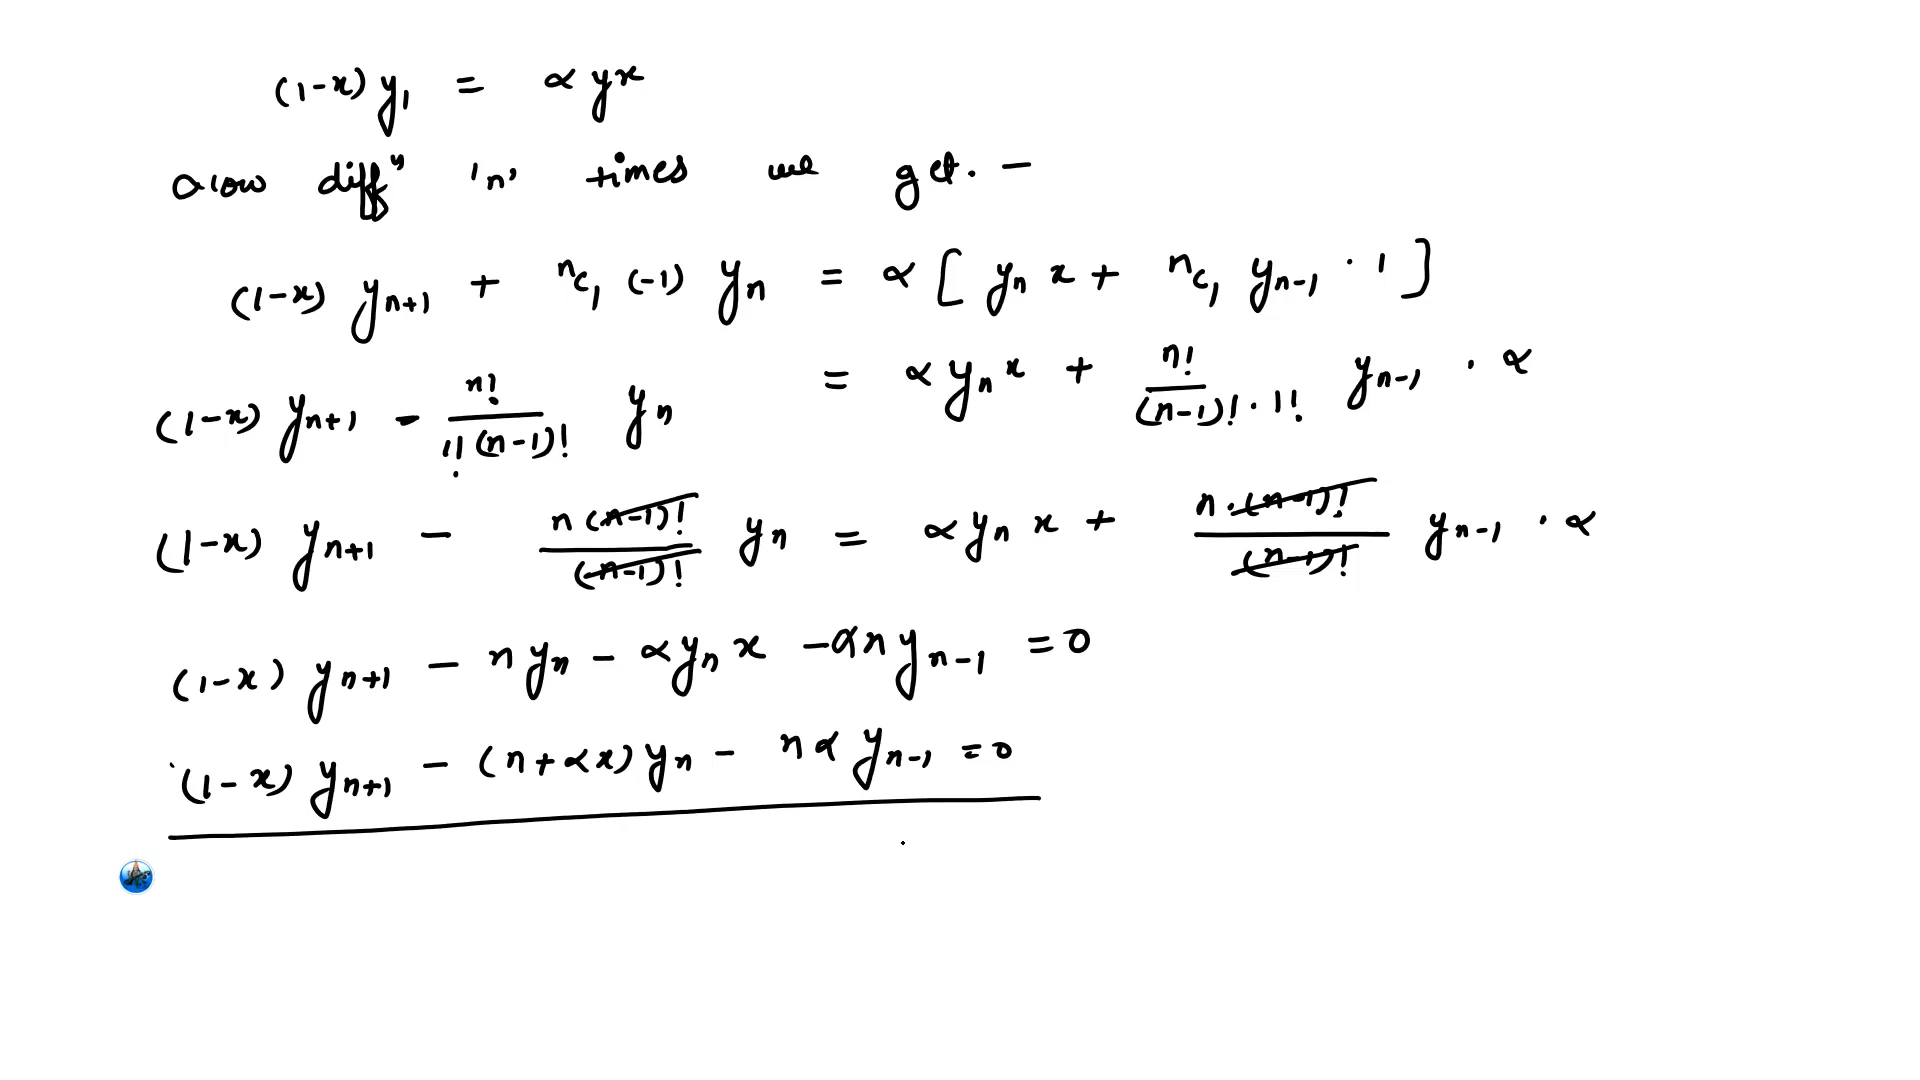 (1-x) y₁ = α y x
Now diffʸ 'n' times we get. —
(1-x) yₙ₊₁ + ⁿc₁ (-1) yₙ = α [ yₙ x + ⁿc₁ yₙ₋₁ · 1 ]
(1-x) yₙ₊₁ - n!/(1! (n-1)!) yₙ = α yₙ x + n!/((n-1)! · 1!) yₙ₋₁ · α
(1-x) yₙ₊₁ - n(n-1)!/(n-1)! yₙ = α yₙ x + n·(n-1)!/(n-1)! yₙ₋₁ · α
(1-x) yₙ₊₁ - n yₙ - α yₙ x - α n yₙ₋₁ = 0
(1-x) yₙ₊₁ - (n+αx) yₙ - n α yₙ₋₁ = 0